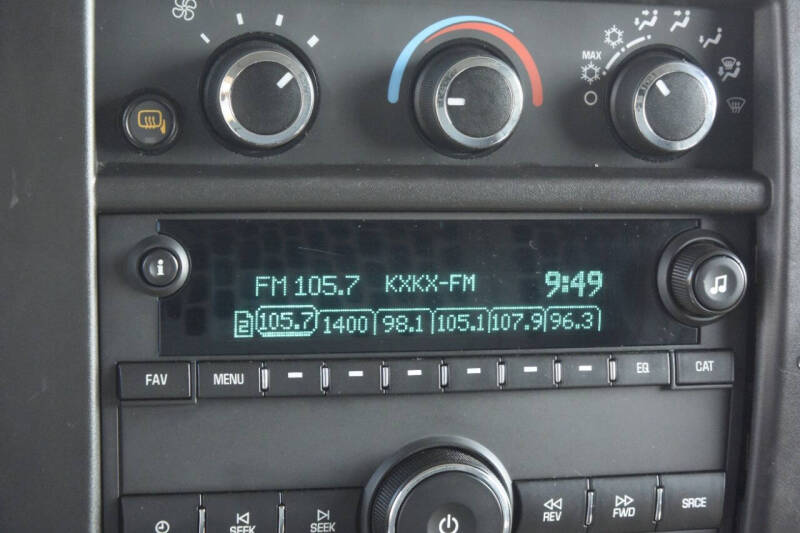 MAX
FM 105.7 KXKX-FM 9:49
2 105.7 1400 98.1 105.1 107.9 96.3
FAV MENU EQ CAT
SEEK SEEK REV FWD SRCE